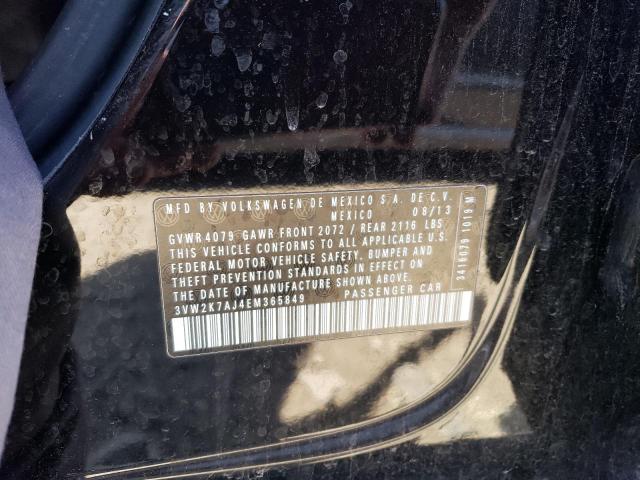 MFD BY VOLKSWAGEN DE MEXICO S.A. DE C.V.
MEXICO 08/13
GVWR 4079 GAWR FRONT 2072 / REAR 2116 LBS
THIS VEHICLE CONFORMS TO ALL APPLICABLE
FEDERAL MOTOR VEHICLE SAFETY, BUMPER AND
THEFT PREVENTION STANDARDS IN EFFECT ON
THE DATE OF MANUFACTURE SHOWN ABOVE.
3VW2K7AJ4EM365849 PASSENGER CAR
3416079 1019 M